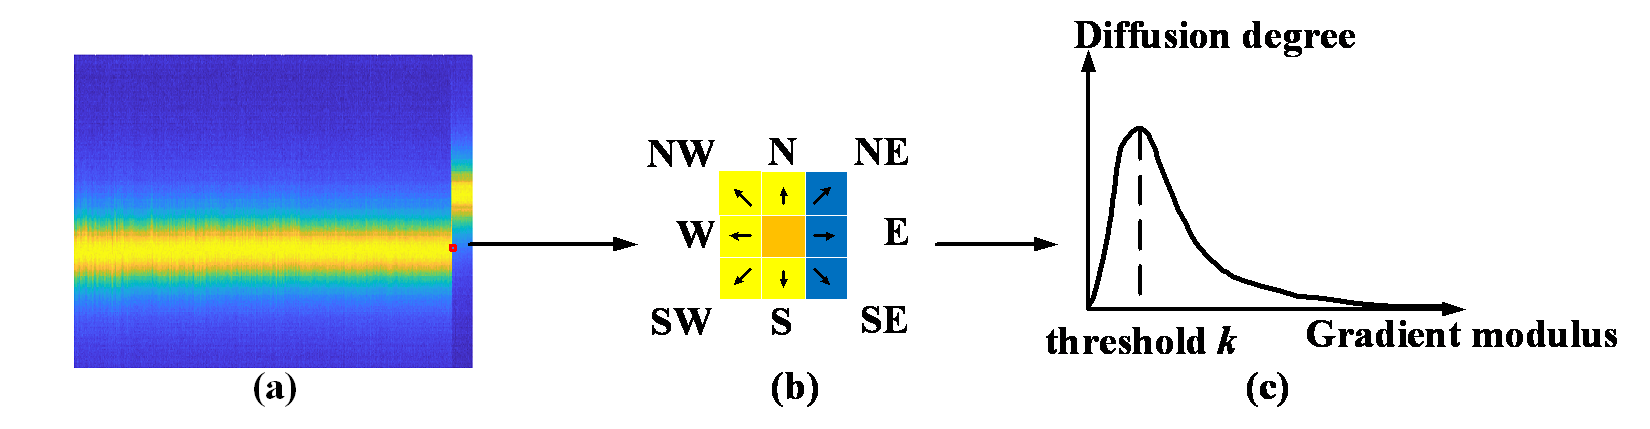 Diffusion degree
NW N NE
W E
SW S SE
threshold k
Gradient modulus
(a)
(b)
(c)